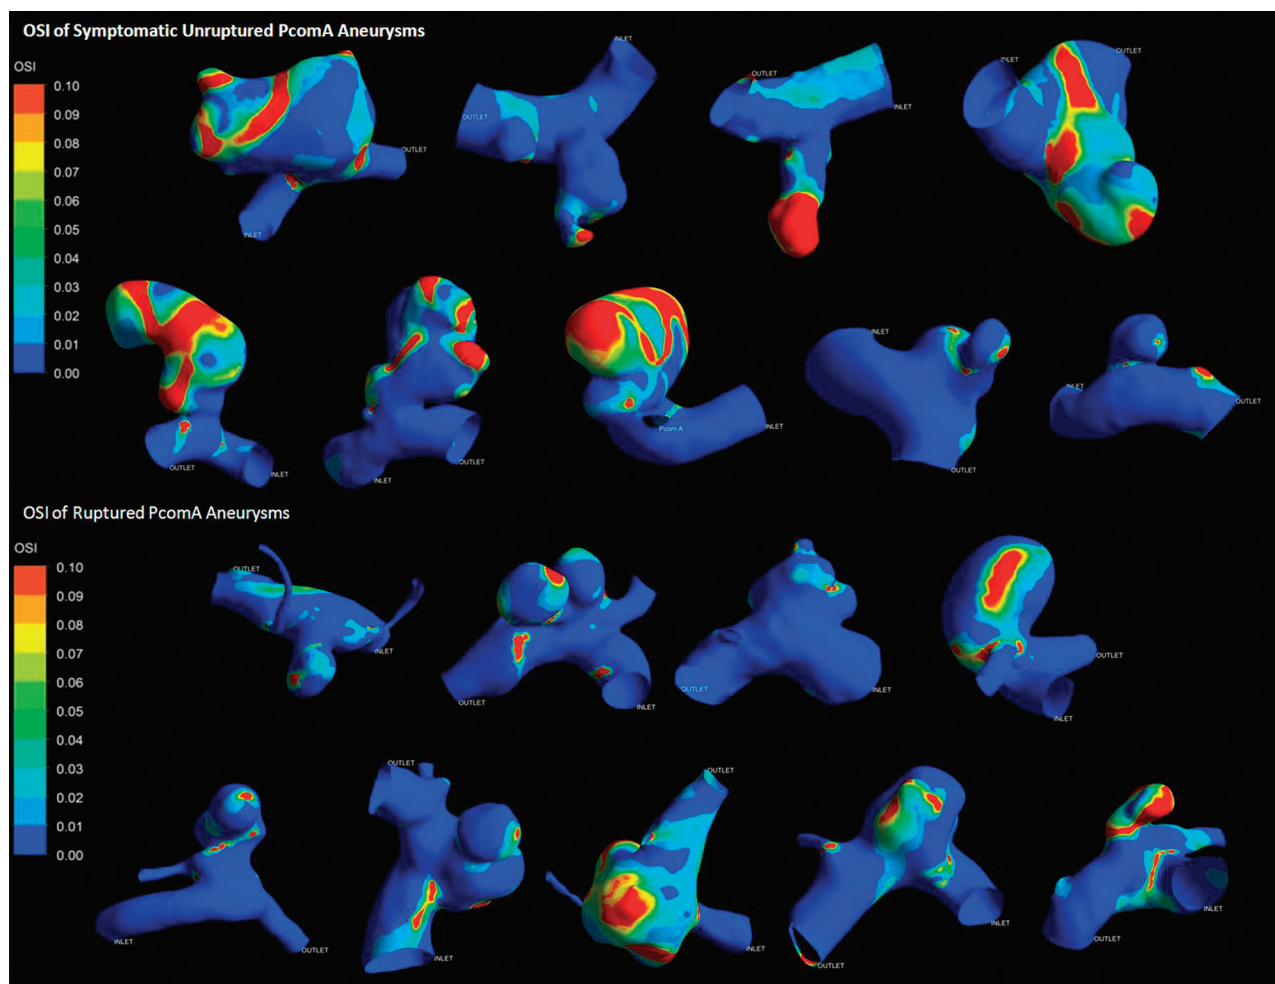 OSI of Symptomatic Unruptured PcomA Aneurysms
OSI
0.10
0.09
0.08
0.07
0.06
0.05
0.04
0.03
0.02
0.01
0.00
OUTLET
INLET
INLET
OUTLET
OUTLET
INLET
INLET
OUTLET
OUTLET
INLET
INLET
OUTLET
Pcom A
INLET
INLET
OUTLET
INLET
OUTLET
OSI of Ruptured PcomA Aneurysms
OSI
0.10
0.09
0.08
0.07
0.06
0.05
0.04
0.03
0.02
0.01
0.00
OUTLET
INLET
OUTLET
INLET
OUTLET
INLET
OUTLET
INLET
INLET
OUTLET
OUTLET
INLET
OUTLET
INLET
OUTLET
INLET
OUTLET
INLET